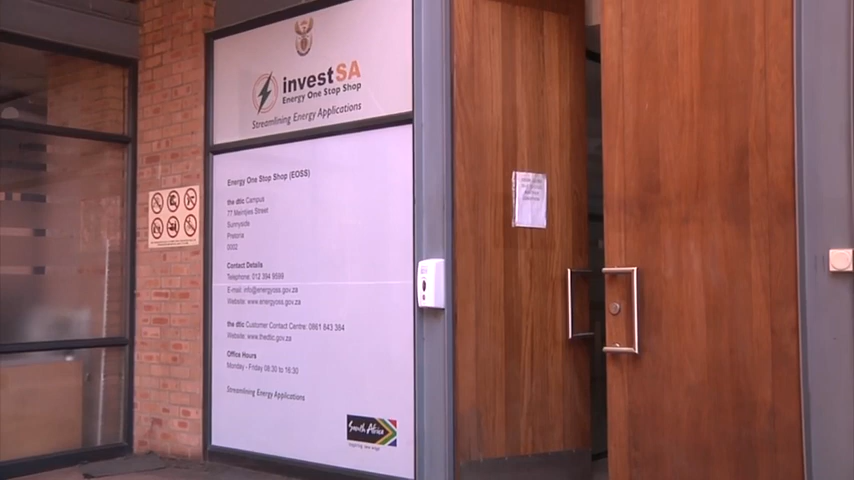 investSA
Energy One Stop Shop
Streamlining Energy Applications
Energy One Stop Shop (EOSS)
the dtic Campus
77 Meintjies Street
Sunnyside
Pretoria
0002
Contact Details
Telephone: 012 394 9599
E-mail: info@energyoss.gov.za
Website: www.energyoss.gov.za
the dtic Customer Contact Centre: 0861 843 384
Website: www.thedtic.gov.za
Office Hours
Monday - Friday 08:30 to 16:30
Streamlining Energy Applications
South Africa
Inspiring new ways